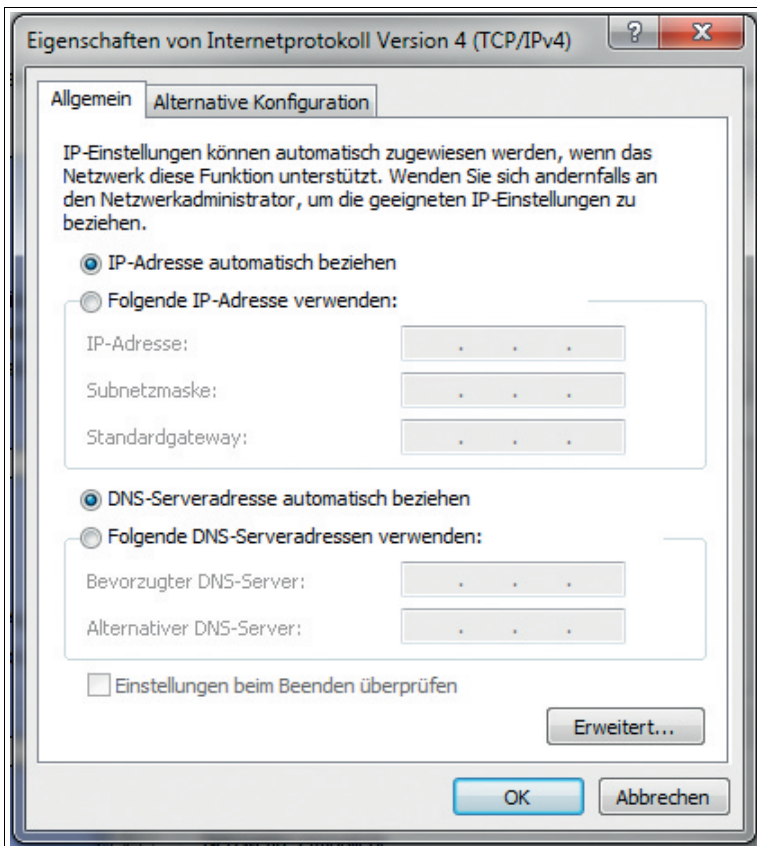 Eigenschaften von Internetprotokoll Version 4 (TCP/IPv4)
Allgemein
Alternative Konfiguration
IP-Einstellungen können automatisch zugewiesen werden, wenn das
Netzwerk diese Funktion unterstützt. Wenden Sie sich andernfalls an
den Netzwerkadministrator, um die geeigneten IP-Einstellungen zu
beziehen.
IP-Adresse automatisch beziehen
Folgende IP-Adresse verwenden:
IP-Adresse:
Subnetzmaske:
Standardgateway:
DNS-Serveradresse automatisch beziehen
Folgende DNS-Serveradressen verwenden:
Bevorzugter DNS-Server:
Alternativer DNS-Server:
Einstellungen beim Beenden überprüfen
Erweitert...
OK
Abbrechen